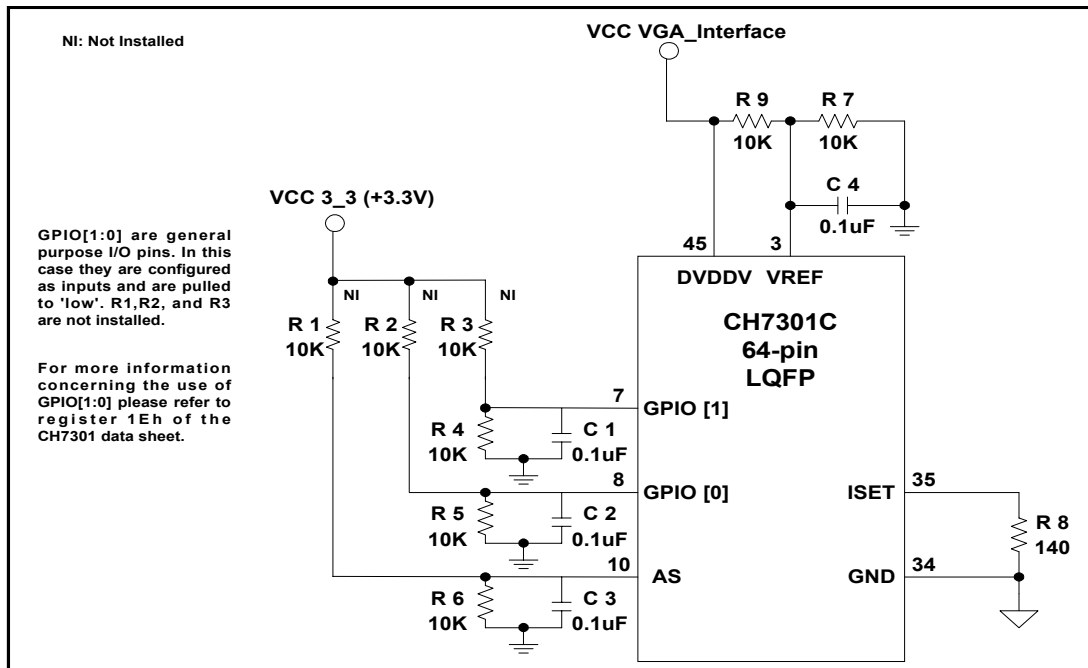 NI: Not Installed
VCC VGA_Interface
R 9
10K
R 7
10K
C 4
0.1uF
45
3
DVDDV VREF
CH7301C
64-pin
LQFP
VCC 3_3 (+3.3V)
GPIO[1:0] are general
purpose I/O pins. In this
case they are configured
as inputs and are pulled
to 'low'. R1,R2, and R3
are not installed.
For more information
concerning the use of
GPIO[1:0] please refer to
register 1Eh of the
CH7301 data sheet.
NI
NI
NI
R 1
10K
R 2
10K
R 3
10K
7
GPIO [1]
R 4
10K
C 1
0.1uF
8
GPIO [0]
R 5
10K
C 2
0.1uF
10
AS
R 6
10K
C 3
0.1uF
ISET
35
R 8
140
GND
34